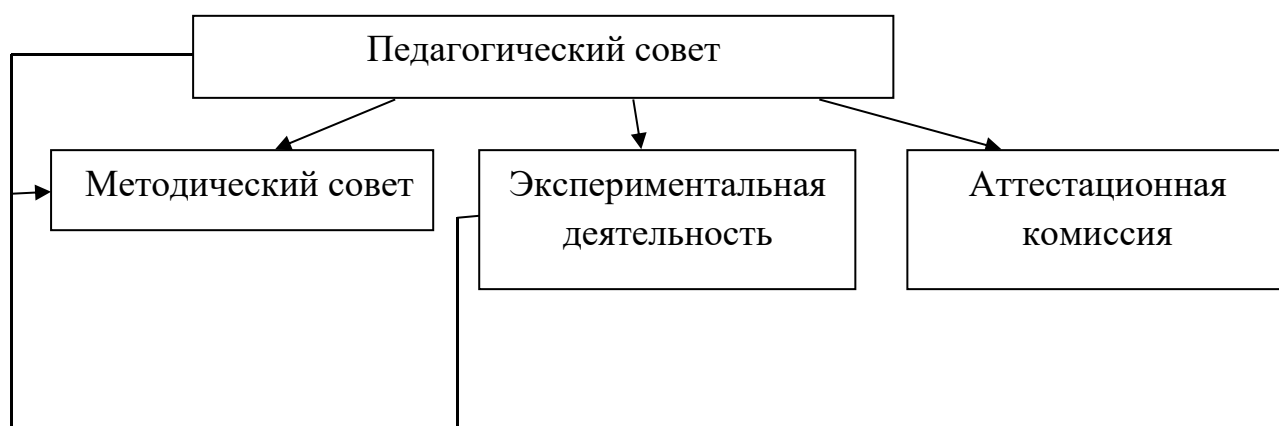 Педагогический совет
Методический совет
Экспериментальная
деятельность
Аттестационная
комиссия